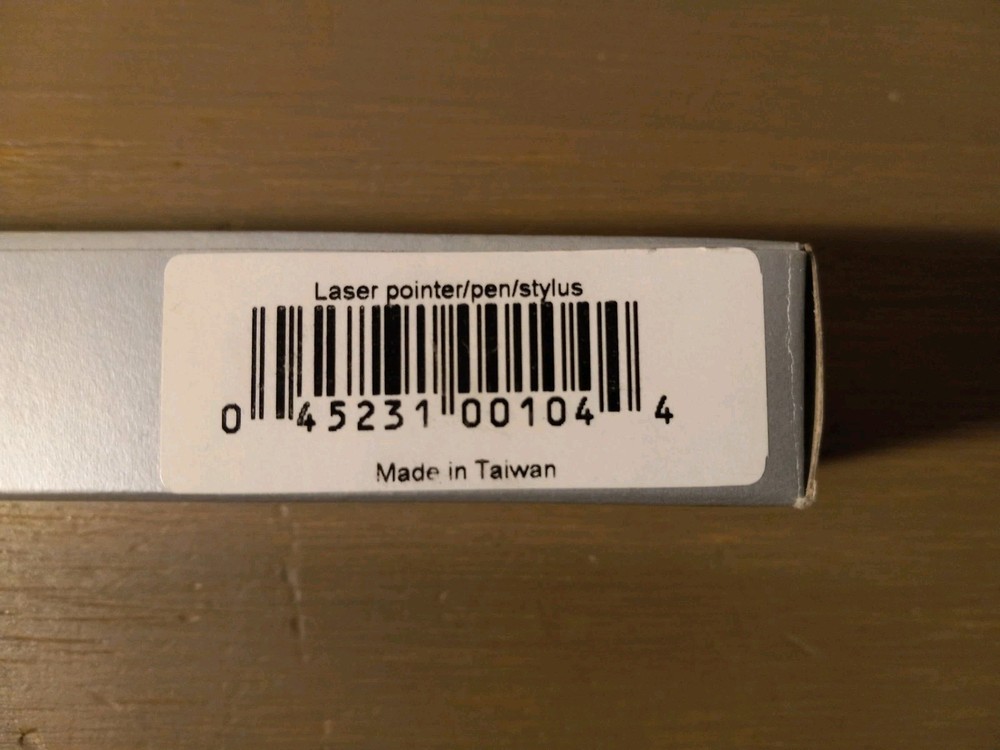 Laser pointer/pen/stylus
0 45231 00104 4
Made in Taiwan